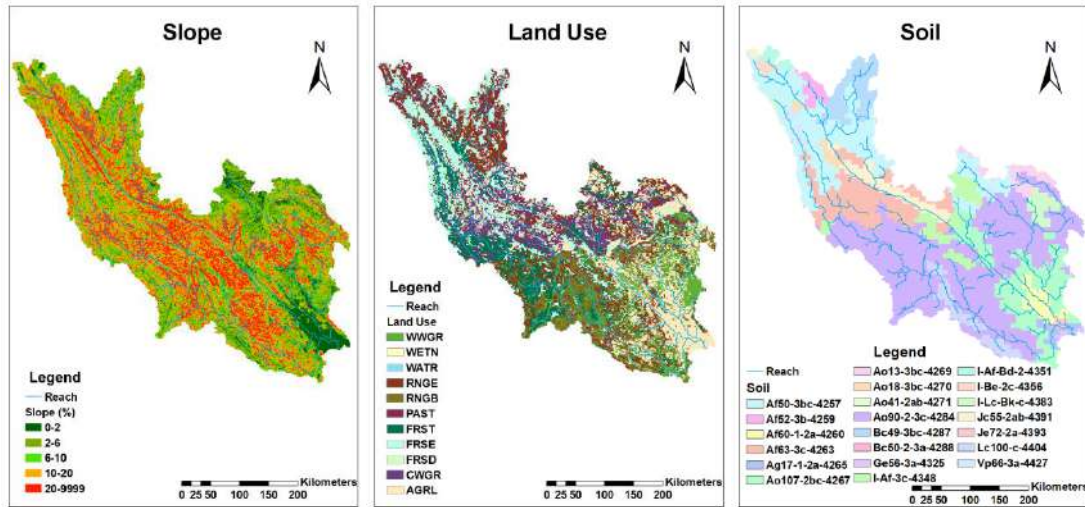 Slope
N
Legend
Reach
Slope (%)
0-2
2-6
6-10
10-20
20-9999
Kilometers
0 25 50 100 150 200
Land Use
N
Legend
Reach
Land Use
WWGR
WETN
WATR
RNGE
RNGB
PAST
FRST
FRSE
FRSD
CWGR
AGRL
Kilometers
0 25 50 100 150 200
Soil
N
Legend
Reach
Soil
Af50-3bc-4257
Af52-3b-4259
Af60-1-2a-4260
Af63-3c-4263
Ag17-1-2a-4265
Ao107-2bc-4267
Ao13-3bc-4269
Ao18-3bc-4270
Ao41-2ab-4271
Ao90-2-3c-4284
Bc49-3bc-4287
Bc50-2-3a-4288
Ge56-3a-4325
I-Af-3c-4348
I-Af-Bd-2-4351
I-Be-2c-4356
I-Lc-Bk-c-4383
Jc55-2ab-4391
Je72-2a-4393
Lc100-c-4404
Vp66-3a-4427
Kilometers
0 25 50 100 150 200